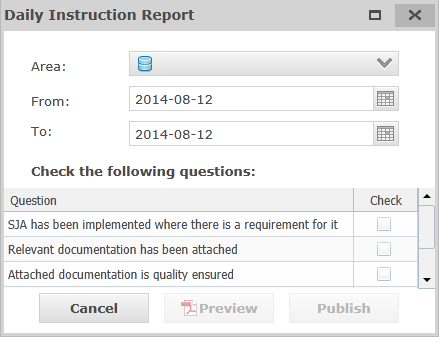 Daily Instruction Report
Area:
From: 2014-08-12
To: 2014-08-12
Check the following questions:
Question Check
SJA has been implemented where there is a requirement for it
Relevant documentation has been attached
Attached documentation is quality ensured
Cancel Preview Publish